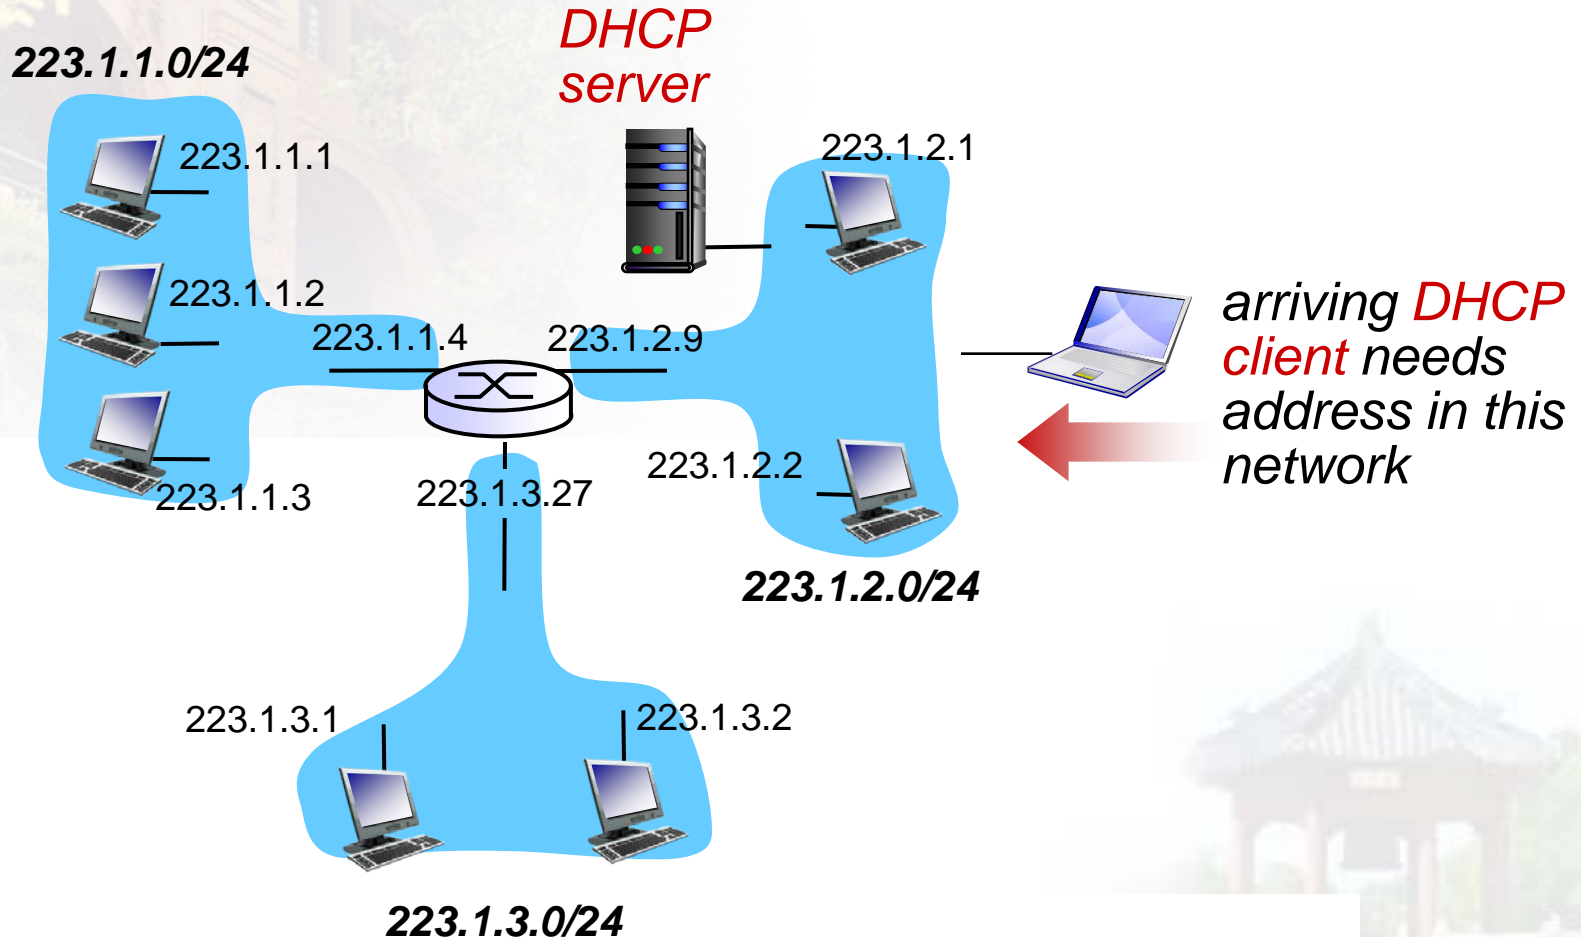 DHCP
server
223.1.1.0/24
223.1.1.1
223.1.2.1
223.1.1.2
223.1.1.4
223.1.2.9
arriving DHCP
client needs
address in this
network
223.1.1.3
223.1.3.27
223.1.2.2
223.1.2.0/24
223.1.3.1
223.1.3.2
223.1.3.0/24